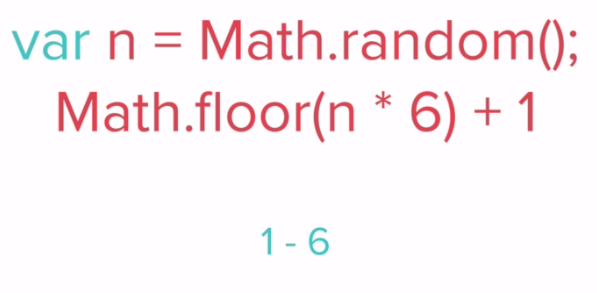 var n = Math.random();
Math.floor(n * 6) + 1
1 - 6